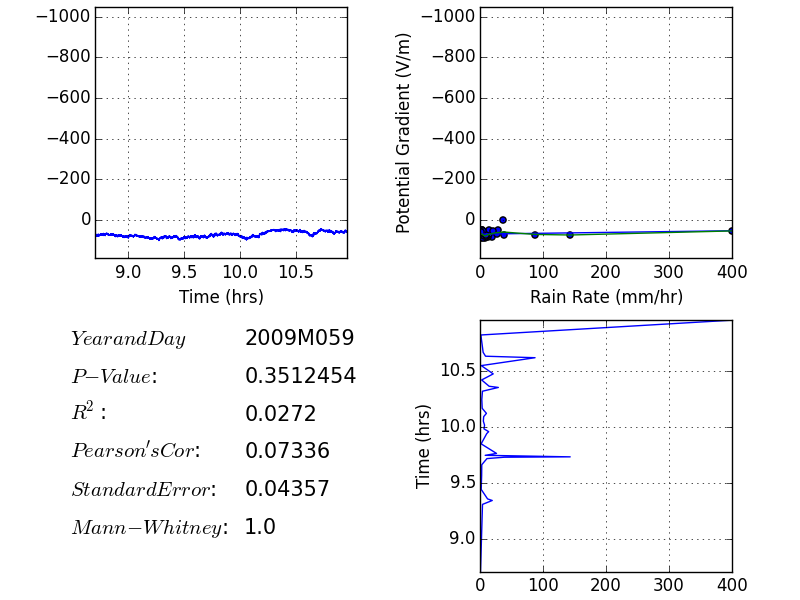 −1000
−800
−600
−400
−200
0
9.0 9.5 10.0 10.5
Time (hrs)
Potential Gradient (V/m)
−1000
−800
−600
−400
−200
0
0 100 200 300 400
Rain Rate (mm/hr)
YearandDay 2009M059
P−Value: 0.3512454
R²: 0.0272
Pearson'sCor: 0.07336
StandardError: 0.04357
Mann−Whitney: 1.0
Time (hrs)
10.5
10.0
9.5
9.0
0 100 200 300 400